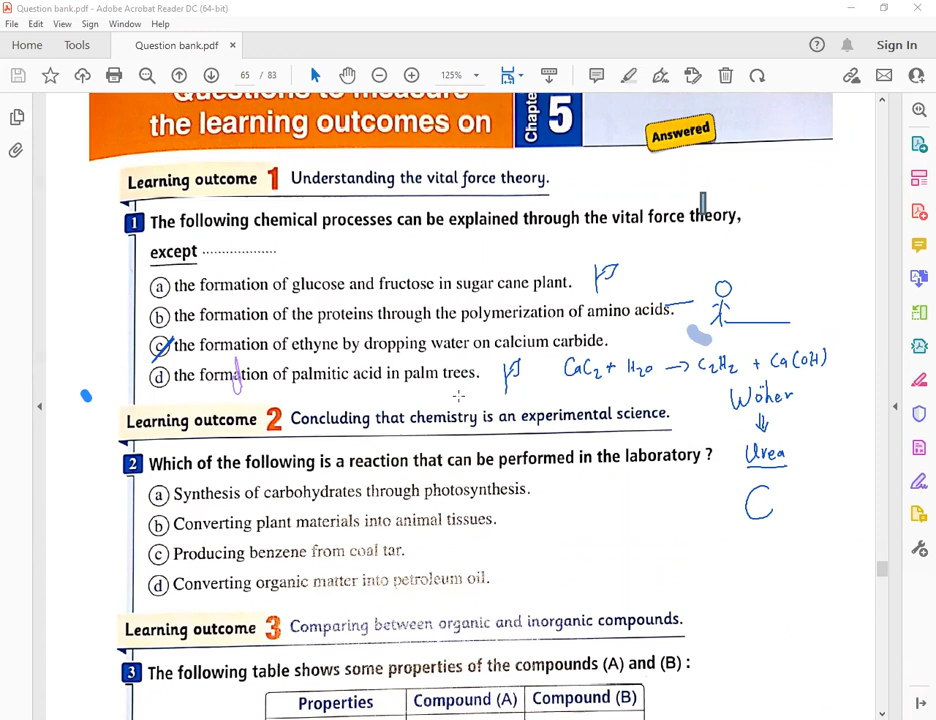 Question bank.pdf - Adobe Acrobat Reader DC (64-bit)
File Edit View Sign Window Help
Home Tools Question bank.pdf × Sign In
65 / 83 125%
Questions to measure
the learning outcomes on
Chapter 5
Answered
Learning outcome 1 Understanding the vital force theory.
1 The following chemical processes can be explained through the vital force theory,
except ....................
a the formation of glucose and fructose in sugar cane plant.
b the formation of the proteins through the polymerization of amino acids.
c the formation of ethyne by dropping water on calcium carbide.
d the formation of palmitic acid in palm trees.
CaC2 + H2O → C2H2 + Ca(OH)
Wöher
⇓
Urea
C
Learning outcome 2 Concluding that chemistry is an experimental science.
2 Which of the following is a reaction that can be performed in the laboratory ?
a Synthesis of carbohydrates through photosynthesis.
b Converting plant materials into animal tissues.
c Producing benzene from coal tar.
d Converting organic matter into petroleum oil.
Learning outcome 3 Comparing between organic and inorganic compounds.
3 The following table shows some properties of the compounds (A) and (B) :
Properties Compound (A) Compound (B)